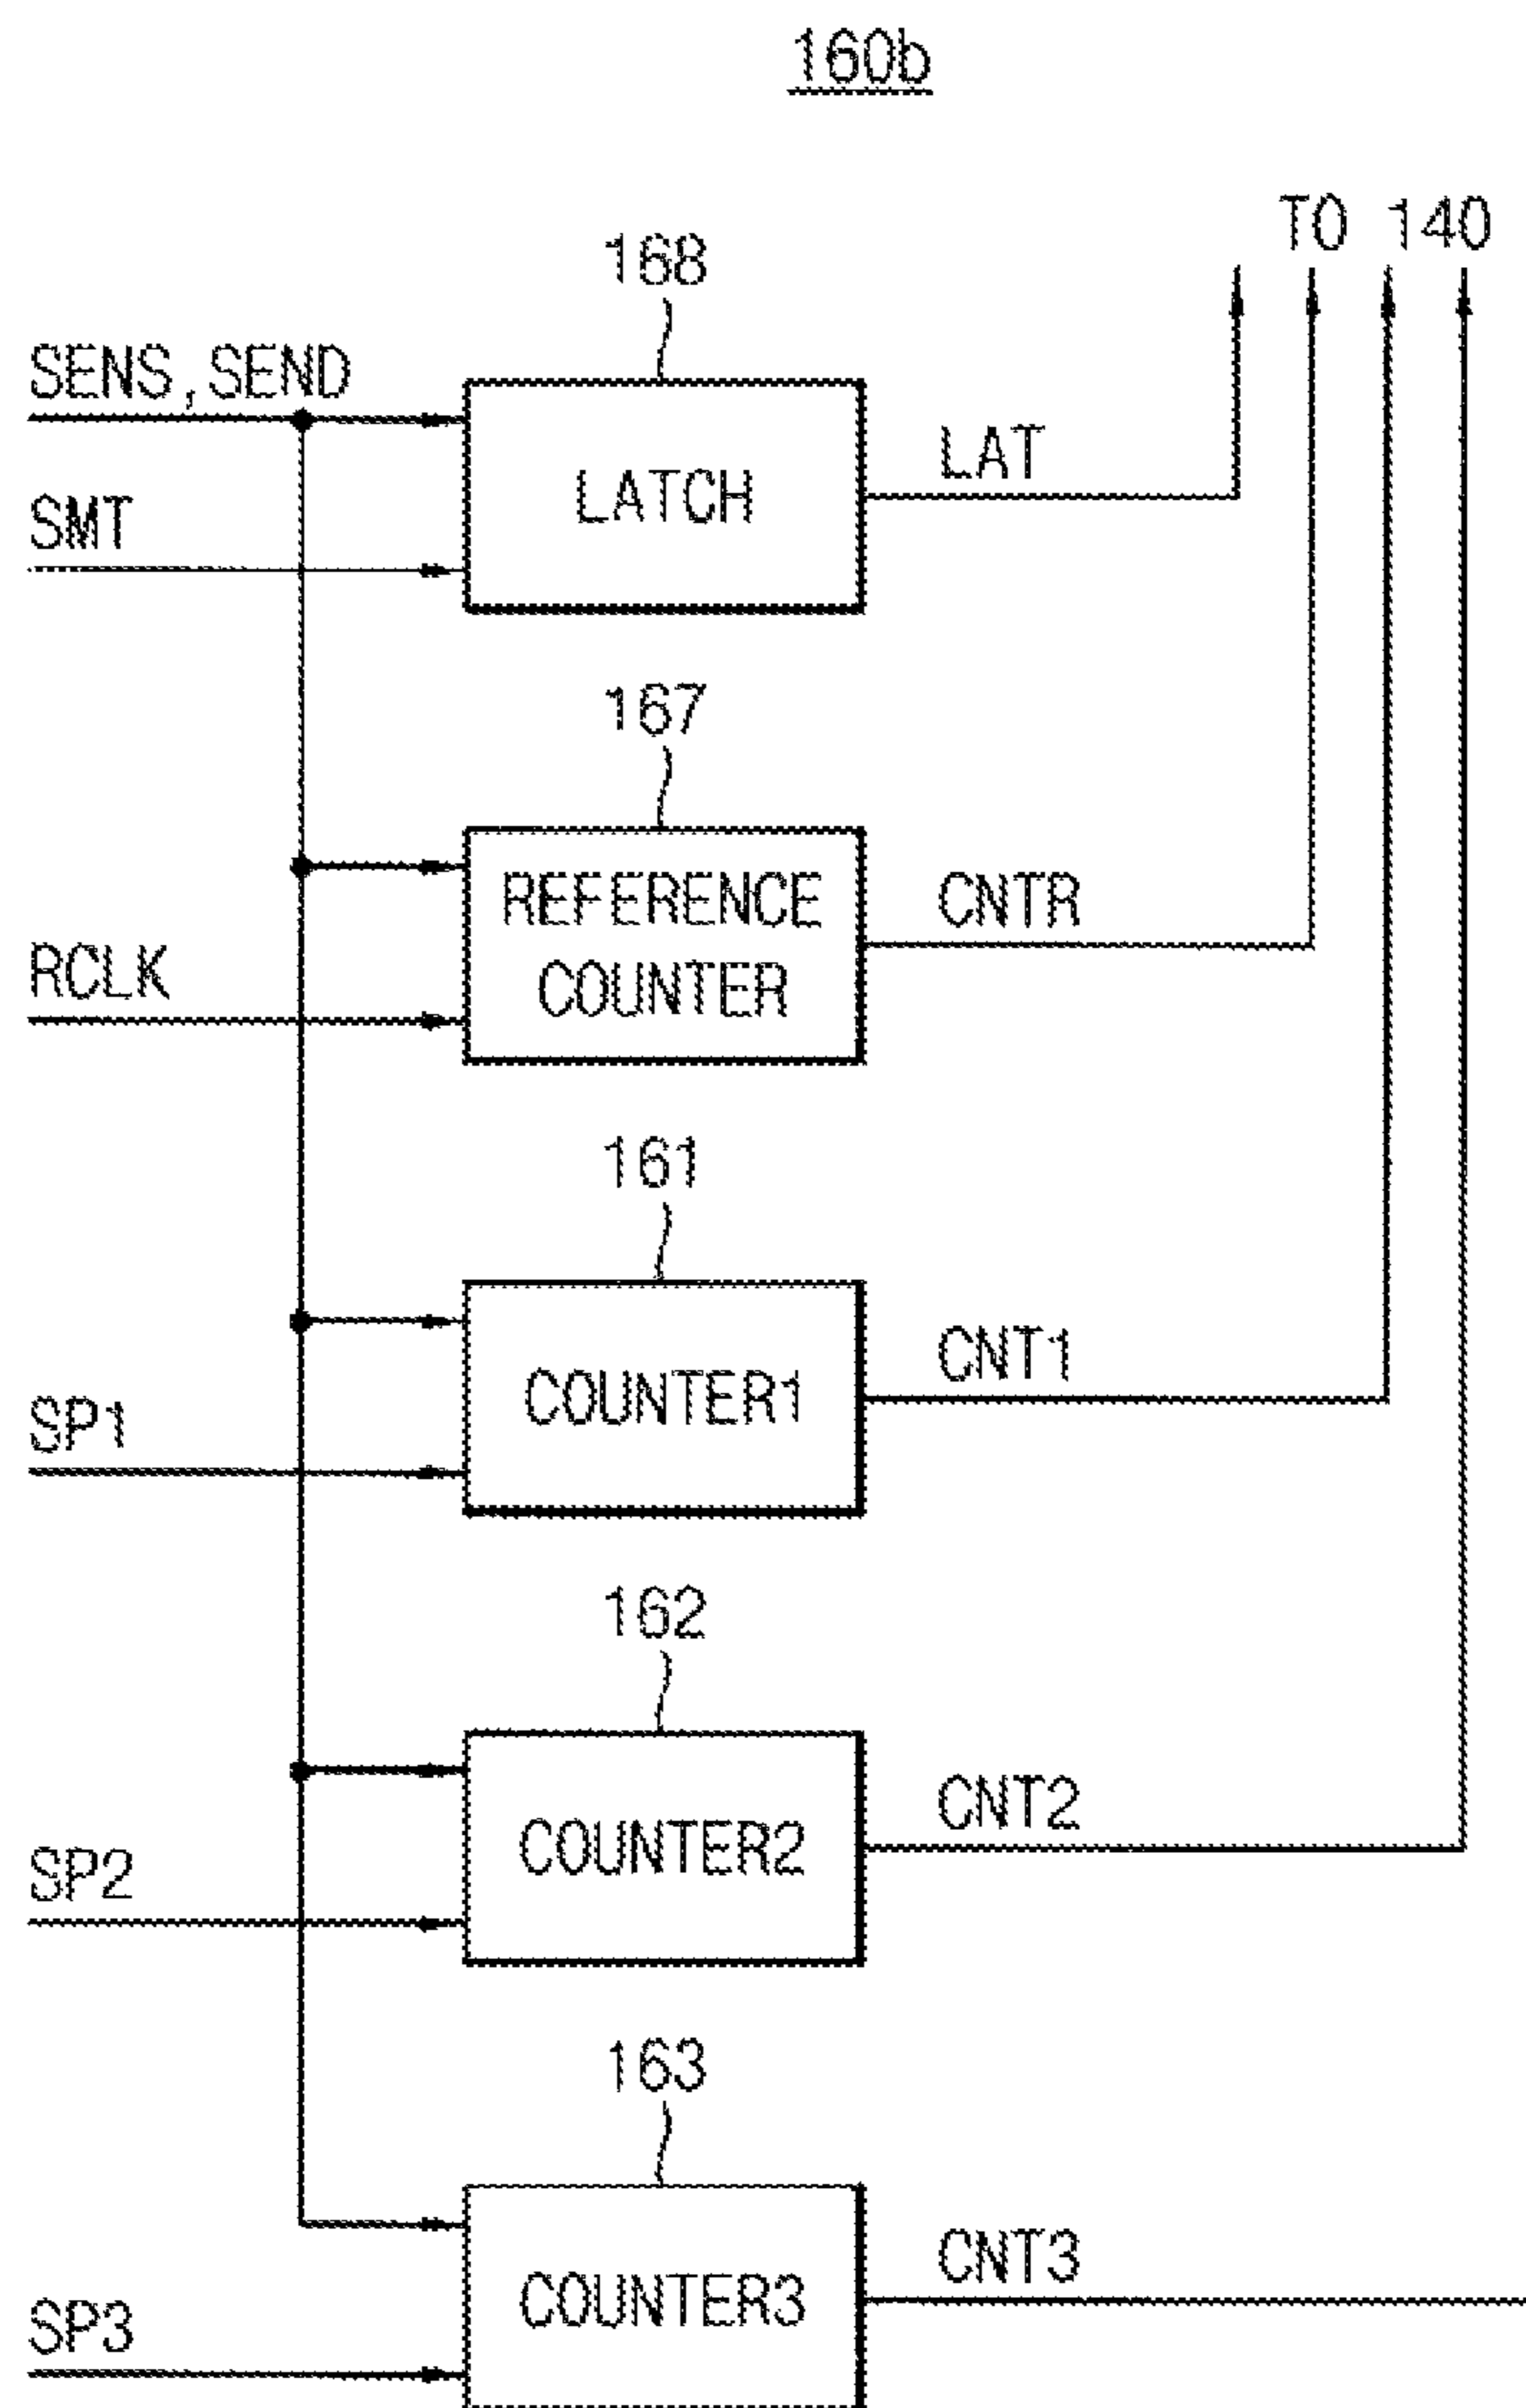 160b
TO 140
168
SENS,SEND
LATCH
LAT
SMT
167
REFERENCE
COUNTER
CNTR
RCLK
161
COUNTER1
CNT1
SP1
162
COUNTER2
CNT2
SP2
163
COUNTER3
CNT3
SP3